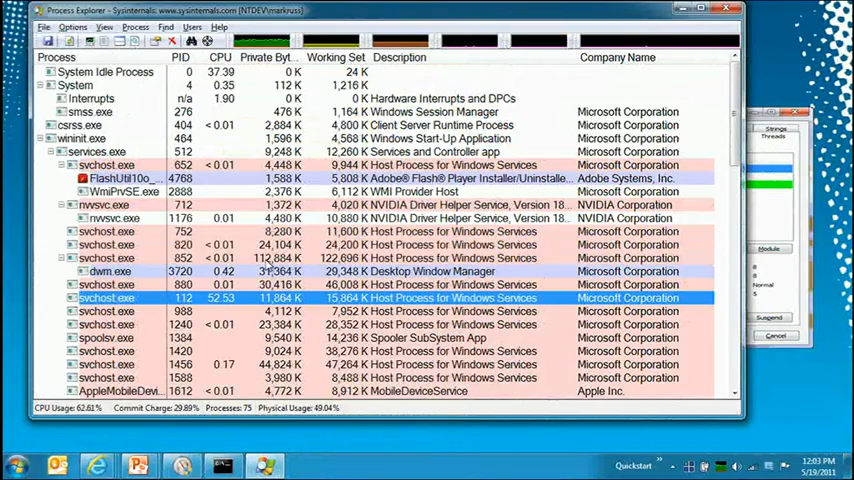 Process Explorer - Sysinternals: www.sysinternals.com [NTDEV\markruss]
File Options View Process Find Users Help
Process PID CPU Private Byt... Working Set Description Company Name
System Idle Process 0 37.39 0 K 24 K
System 4 0.35 112 K 1,216 K
Interrupts n/a 1.90 0 K 0 K Hardware Interrupts and DPCs
smss.exe 276 476 K 1,164 K Windows Session Manager Microsoft Corporation
csrss.exe 404 < 0.01 2,884 K 4,800 K Client Server Runtime Process Microsoft Corporation
wininit.exe 464 1,596 K 4,648 K Windows Start-Up Application Microsoft Corporation
services.exe 512 9,248 K 12,260 K Services and Controller app Microsoft Corporation
svchost.exe 652 < 0.01 4,448 K 9,944 K Host Process for Windows Services Microsoft Corporation
FlashUtil10o_... 4768 1,588 K 5,808 K Adobe® Flash® Player Installer/Uninstalle... Adobe Systems, Inc.
WmiPrvSE.exe 2888 2,376 K 6,112 K WMI Provider Host Microsoft Corporation
nvvsvc.exe 712 1,372 K 4,020 K NVIDIA Driver Helper Service, Version 18... NVIDIA Corporation
nvvsvc.exe 1176 0.01 4,480 K 10,880 K NVIDIA Driver Helper Service, Version 18... NVIDIA Corporation
svchost.exe 752 8,280 K 11,600 K Host Process for Windows Services Microsoft Corporation
svchost.exe 820 < 0.01 24,104 K 24,200 K Host Process for Windows Services Microsoft Corporation
svchost.exe 852 < 0.01 112,884 K 122,696 K Host Process for Windows Services Microsoft Corporation
dwm.exe 3720 0.42 31,364 K 29,348 K Desktop Window Manager Microsoft Corporation
svchost.exe 880 0.01 30,416 K 46,008 K Host Process for Windows Services Microsoft Corporation
svchost.exe 112 52.53 11,864 K 15,864 K Host Process for Windows Services Microsoft Corporation
svchost.exe 988 4,112 K 7,952 K Host Process for Windows Services Microsoft Corporation
svchost.exe 1240 < 0.01 23,384 K 28,352 K Host Process for Windows Services Microsoft Corporation
spoolsv.exe 1384 9,540 K 14,236 K Spooler SubSystem App Microsoft Corporation
svchost.exe 1420 9,024 K 38,276 K Host Process for Windows Services Microsoft Corporation
svchost.exe 1456 0.17 44,824 K 47,264 K Host Process for Windows Services Microsoft Corporation
svchost.exe 1588 3,980 K 8,488 K Host Process for Windows Services Microsoft Corporation
AppleMobileDevi... 1612 < 0.01 4,772 K 8,912 K MobileDeviceService Apple Inc.
CPU Usage: 62.61% Commit Charge: 29.89% Processes: 75 Physical Usage: 49.04%
Strings
Threads
Module
8
8
Normal
5
Suspend
Cancel
Quickstart
12:03 PM
5/19/2011